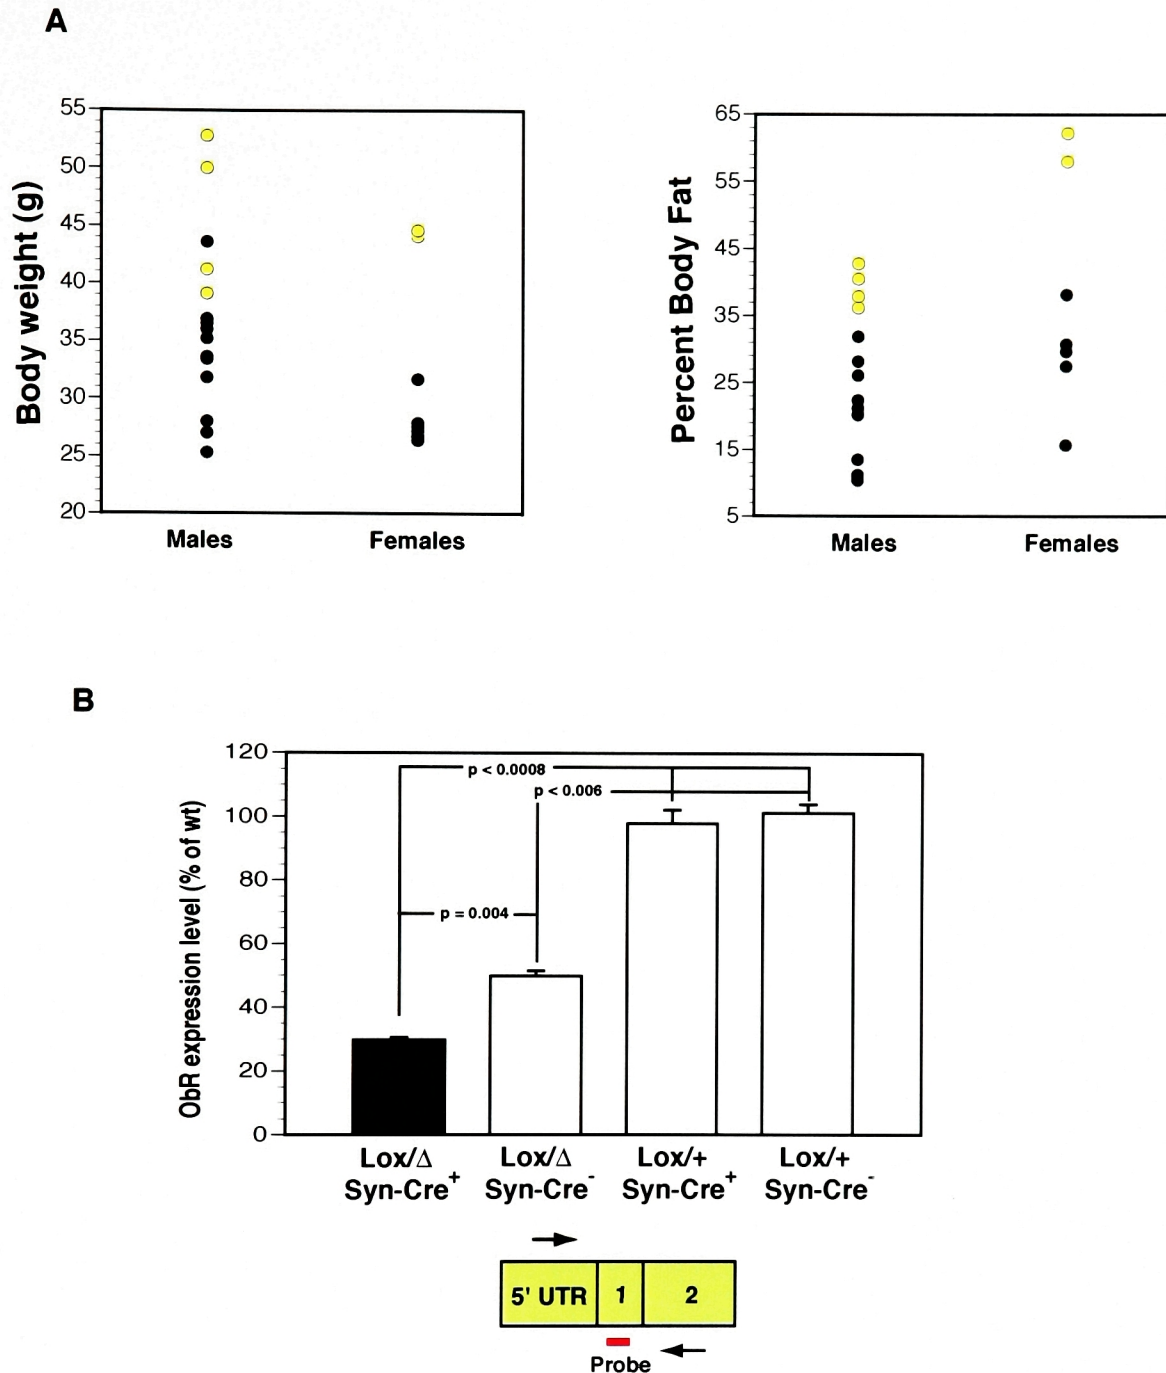 A
Body weight (g)
55
50
45
40
35
30
25
20
Males
Females
Percent Body Fat
65
55
45
35
25
15
5
Males
Females
B
ObR expression level (% of wt)
120
100
80
60
40
20
0
p < 0.0008
p < 0.006
p = 0.004
Lox/Δ
Syn-Cre⁺
Lox/Δ
Syn-Cre⁻
Lox/+
Syn-Cre⁺
Lox/+
Syn-Cre⁻
5' UTR
1
2
Probe